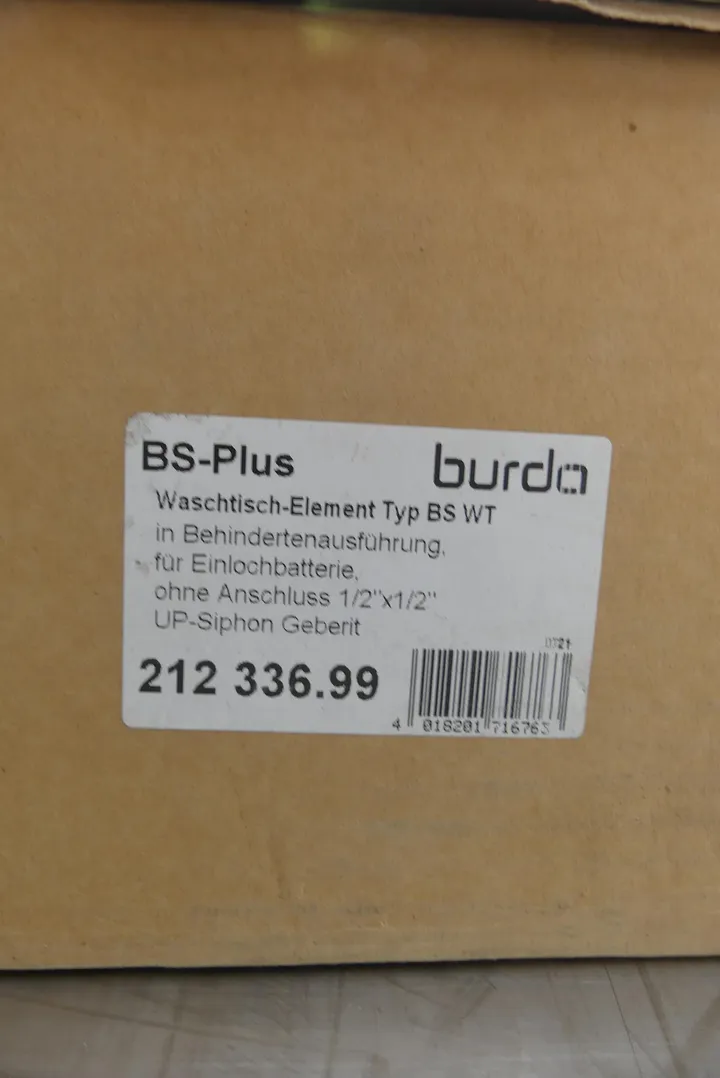 BS-Plus
burda
Waschtisch-Element Typ BS WT
in Behindertenausführung,
für Einlochbatterie,
ohne Anschluss 1/2"x1/2"
UP-Siphon Geberit
212 336.99
4 018201 716763